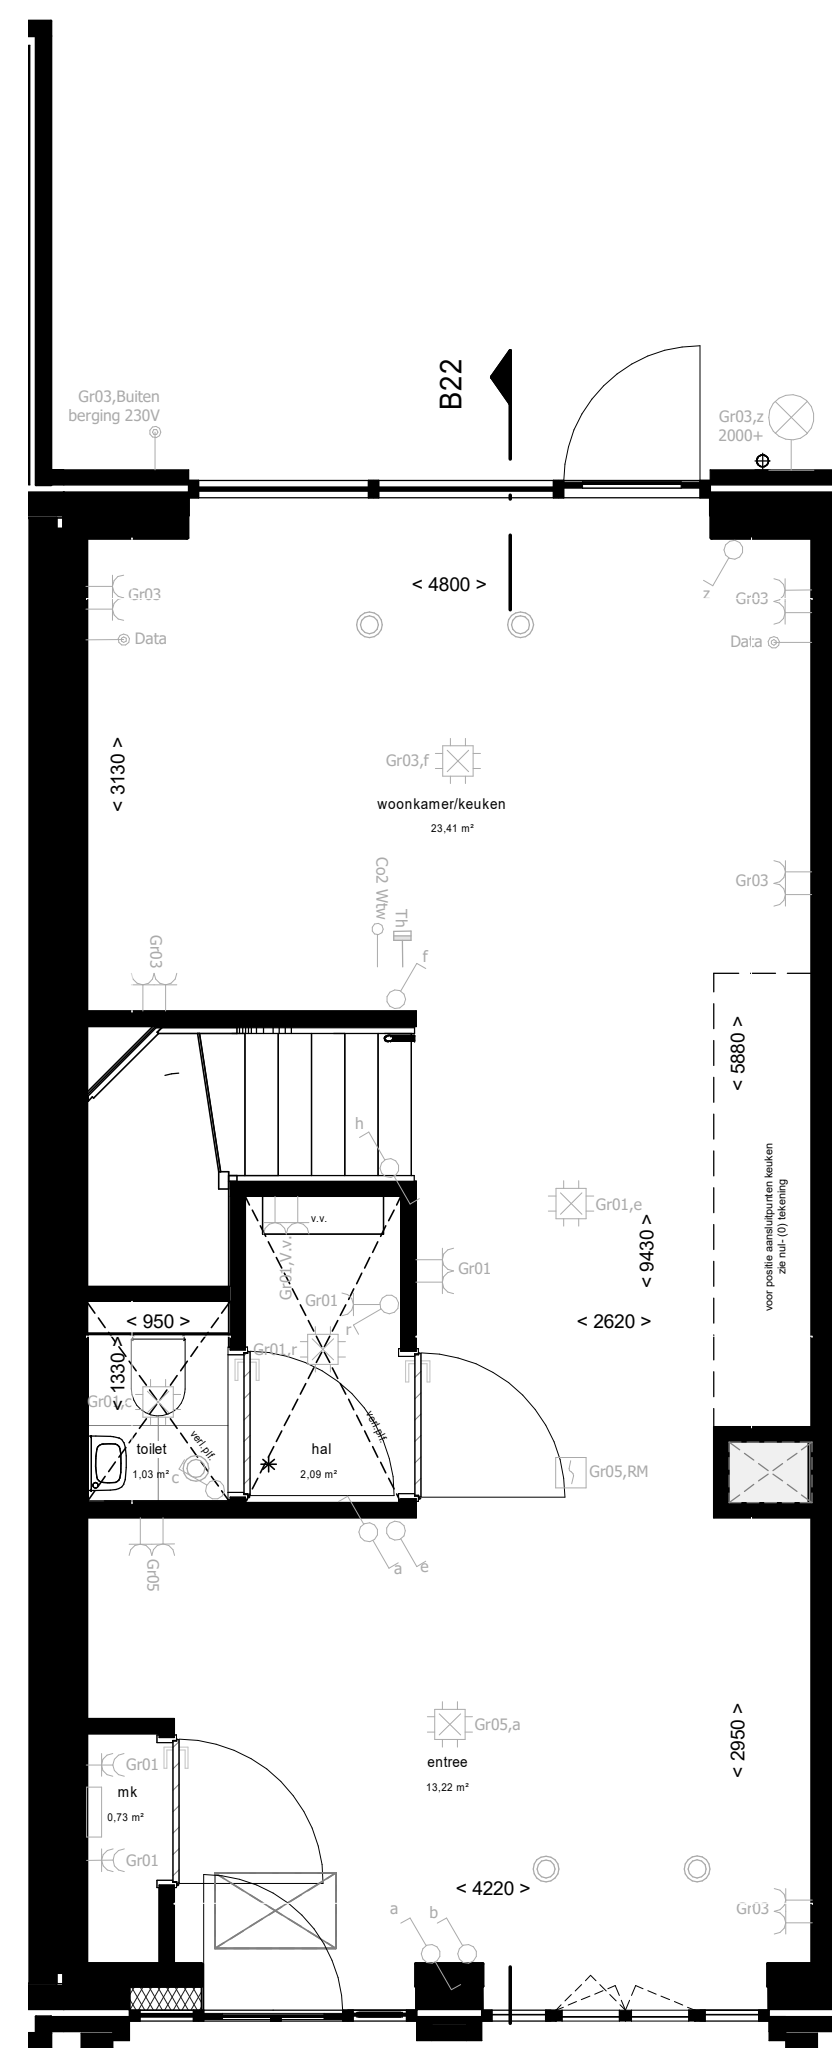 B22
Gr03,Buiten
berging 230V
Gr03,z
2000+
< 4800 >
Gr03
z
Gr03
Data
Data
< 3130 >
Gr03,f
woonkamer/keuken
23,41 m²
Co2 Wtw
Th
Gr03
Gr03
f
< 5880 >
h
voor positie aansluitpunten keuken
zie nul- (0) tekening
v.v.
Gr01,e
Gr01,V.v.
< 9430 >
Gr01
Gr01
r
< 950 >
< 2620 >
Gr01,r
< 1330 >
Gr01,c
verl.plf.
verl.plf.
toilet
1,03 m²
c
hal
2,09 m²
Gr05,RM
Gr05
a
e
Gr05,a
< 2950 >
entree
13,22 m²
Gr01
mk
0,73 m²
Gr01
< 4220 >
a
b
Gr03